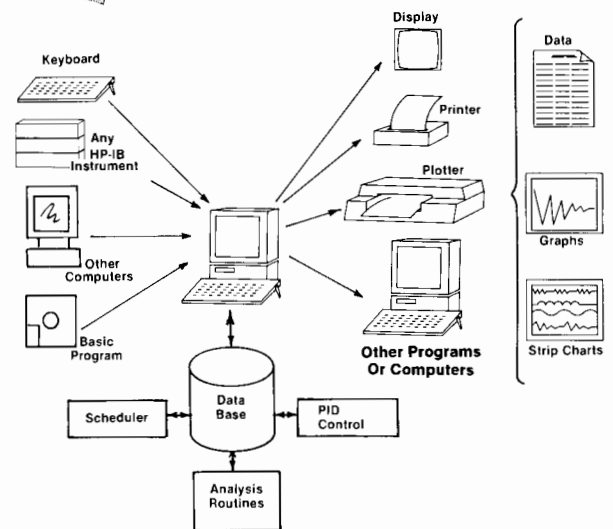 Display
Data
Keyboard
Printer
Any
HP-IB
Instrument
Plotter
Graphs
Other
Computers
Basic
Program
Other Programs
Or Computers
Strip Charts
Data
Base
Scheduler
PID
Control
Analysis
Routines